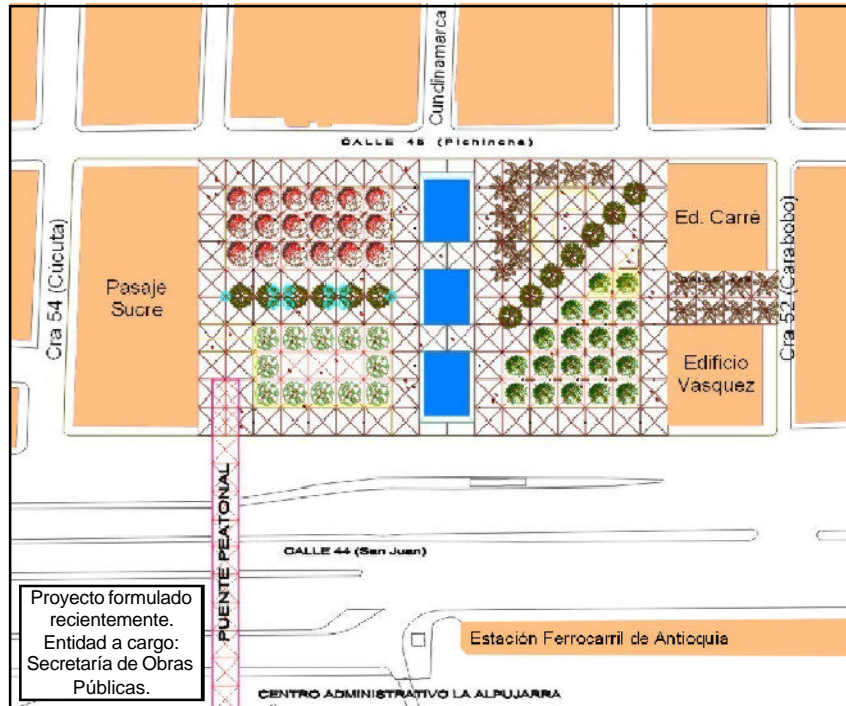 Cundinamarca
CALLE 45 (Pichincha)
Cra 54 (Cúcuta)
Pasaje
Sucre
Ed. Carré
Cra 52 (Carabobo)
Edificio
Vasquez
PUENTE PEATONAL
CALLE 44 (San Juan)
Proyecto formulado
recientemente.
Entidad a cargo:
Secretaría de Obras
Públicas.
Estación Ferrocarril de Antioquia
CENTRO ADMINISTRATIVO LA ALPUJARRA